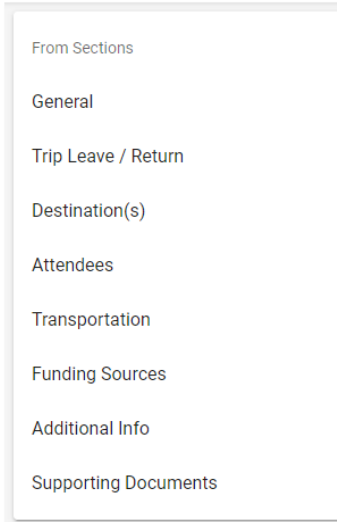 From Sections
General
Trip Leave / Return
Destination(s)
Attendees
Transportation
Funding Sources
Additional Info
Supporting Documents